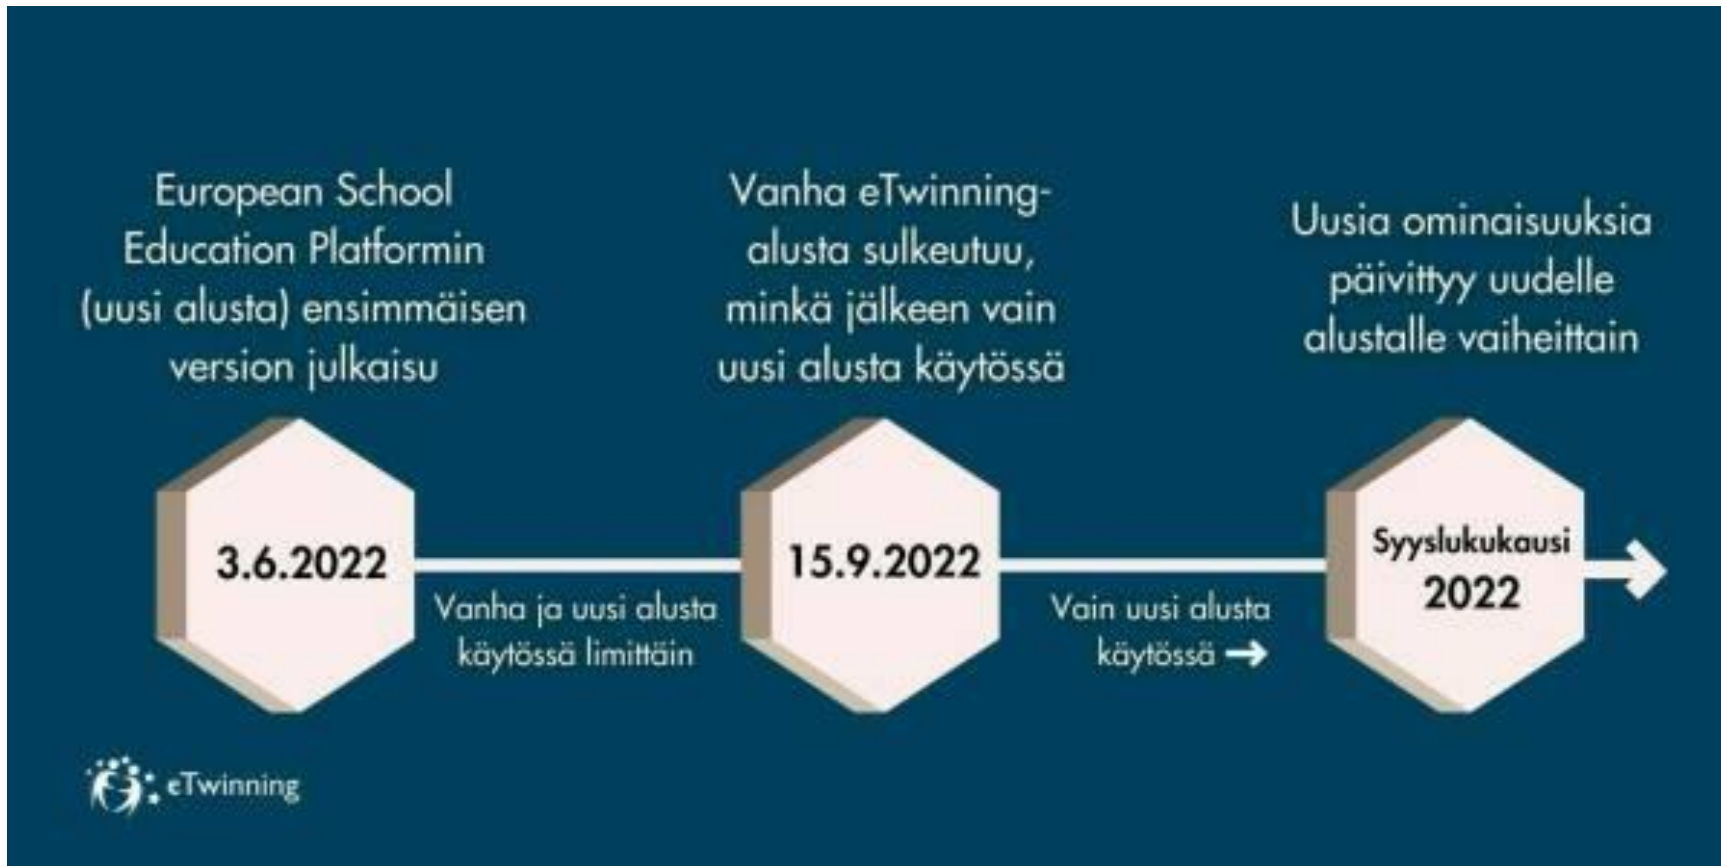 European School
Education Platformin
(uusi alusta) ensimmäisen
version julkaisu
3.6.2022
Vanha ja uusi alusta
käytössä limittäin
Vanha eTwinning-
alusta sulkeutuu,
minkä jälkeen vain
uusi alusta käytössä
15.9.2022
Vain uusi alusta
käytössä →
Uusia ominaisuuksia
päivittyy uudelle
alustalle vaiheittain
Syyslukukausi
2022
eTwinning